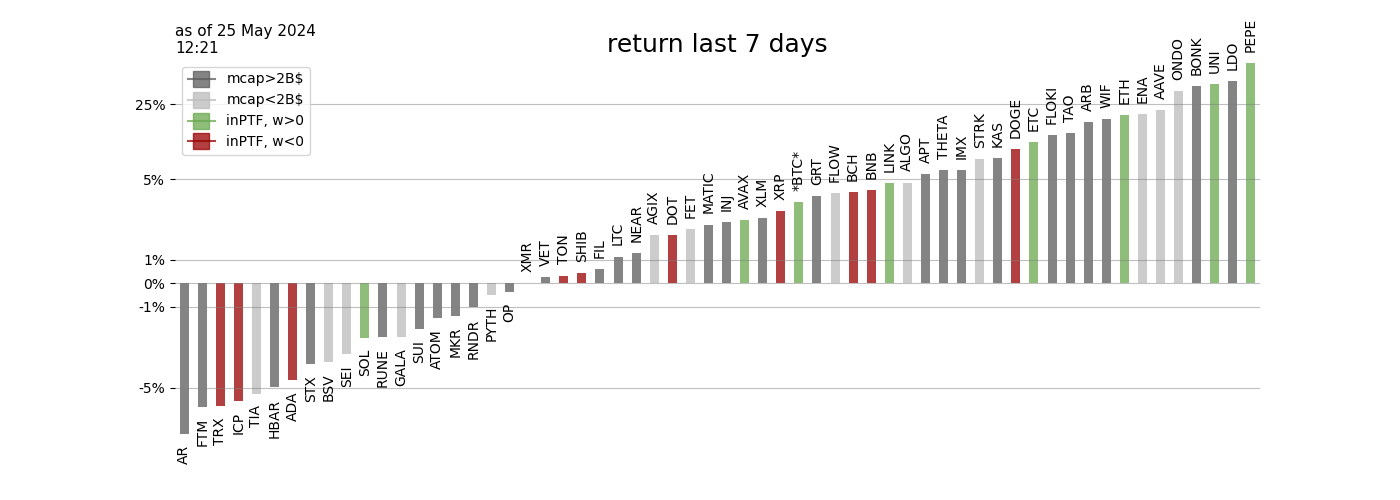 as of 25 May 2024
12:21
return last 7 days
mcap>2B$
mcap<2B$
inPTF, w>0
inPTF, w<0
25%
5%
1%
0%
-1%
-5%
AR
FTM
TRX
ICP
TIA
HBAR
ADA
STX
BSV
SEI
SOL
RUNE
GALA
SUI
ATOM
MKR
RNDR
PYTH
OP
XMR
VET
TON
SHIB
FIL
LTC
NEAR
AGIX
DOT
FET
MATIC
INJ
AVAX
XLM
XRP
*BTC*
GRT
FLOW
BCH
BNB
LINK
ALGO
APT
THETA
IMX
STRK
KAS
DOGE
ETC
FLOKI
TAO
ARB
WIF
ETH
ENA
AAVE
ONDO
BONK
UNI
LDO
PEPE